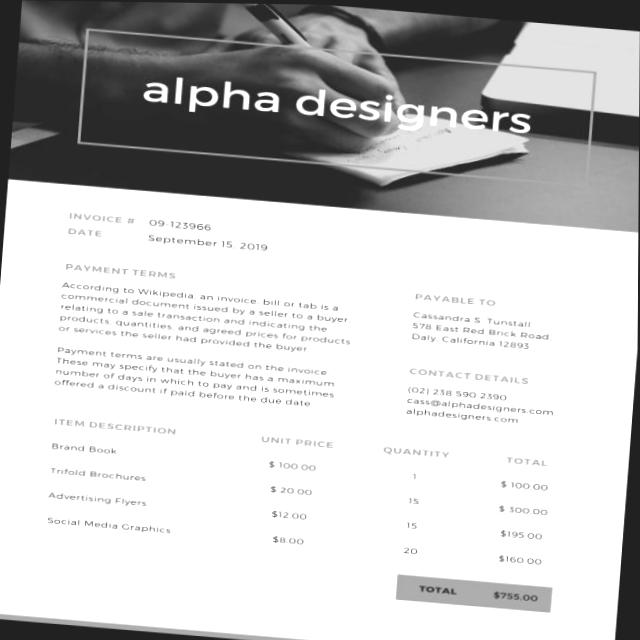 alpha designers
INVOICE # 09-123966
DATE September 15, 2019
PAYMENT TERMS
According to Wikipedia, an invoice, bill or tab is a
commercial document issued by a seller to a buyer
relating to a sale transaction and indicating the
products, quantities, and agreed prices for products
or services the seller had provided the buyer.
Payment terms are usually stated on the invoice.
These may specify that the buyer has a maximum
number of days in which to pay and is sometimes
offered a discount if paid before the due date.
PAYABLE TO
Cassandra S. Tunstall
578 East Red Brick Road
Daly, California 12893
CONTACT DETAILS
(02) 238 590 2390
cass@alphadesigners.com
alphadesigners.com
ITEM DESCRIPTION UNIT PRICE QUANTITY TOTAL
Brand Book $ 100.00 1 $ 100.00
Trifold Brochures $ 20.00 15 $ 300.00
Advertising Flyers $12.00 15 $195.00
Social Media Graphics $8.00 20 $160.00
TOTAL $755.00